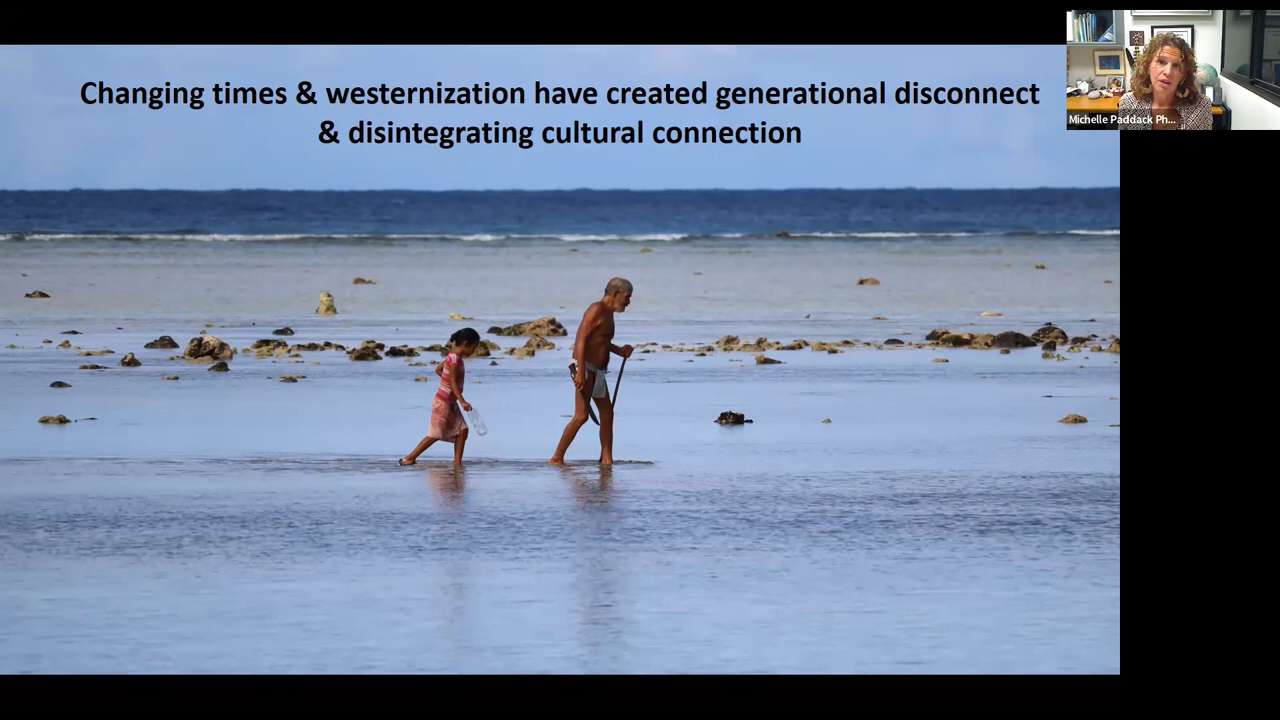 Changing times & westernization have created generational disconnect
& disintegrating cultural connection
Michelle Paddack Ph...